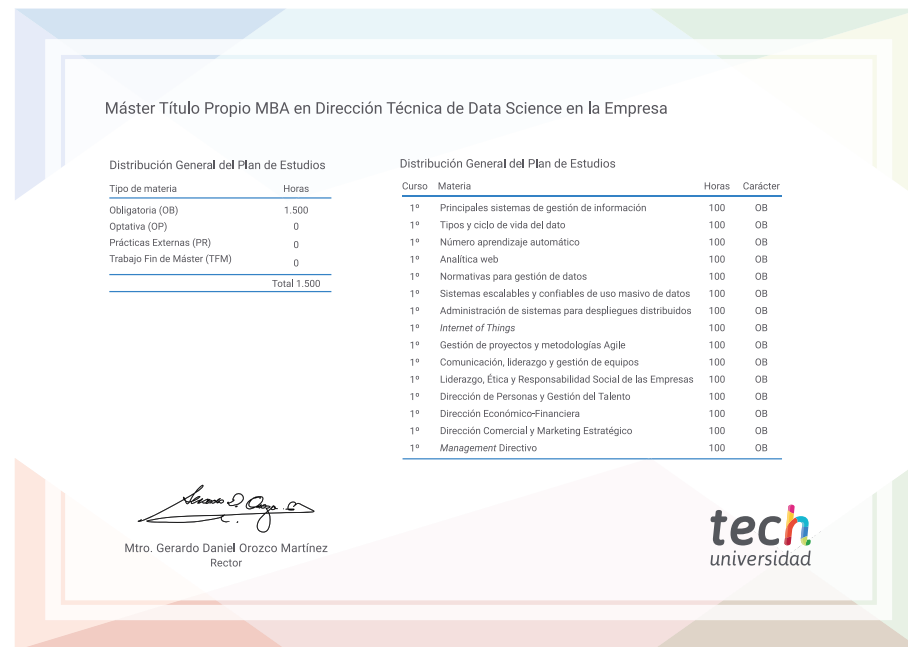 Máster Título Propio MBA en Dirección Técnica de Data Science en la Empresa
Distribución General del Plan de Estudios
Tipo de materia Horas
Obligatoria (OB) 1.500
Optativa (OP) 0
Prácticas Externas (PR) 0
Trabajo Fin de Máster (TFM) 0
Total 1.500
Distribución General del Plan de Estudios
Curso Materia Horas Carácter
1º Principales sistemas de gestión de información 100 OB
1º Tipos y ciclo de vida del dato 100 OB
1º Número aprendizaje automático 100 OB
1º Analítica web 100 OB
1º Normativas para gestión de datos 100 OB
1º Sistemas escalables y confiables de uso masivo de datos 100 OB
1º Administración de sistemas para despliegues distribuidos 100 OB
1º Internet of Things 100 OB
1º Gestión de proyectos y metodologías Agile 100 OB
1º Comunicación, liderazgo y gestión de equipos 100 OB
1º Liderazgo, Ética y Responsabilidad Social de las Empresas 100 OB
1º Dirección de Personas y Gestión del Talento 100 OB
1º Dirección Económico-Financiera 100 OB
1º Dirección Comercial y Marketing Estratégico 100 OB
1º Management Directivo 100 OB
Mtro. Gerardo Daniel Orozco Martínez
Rector
tech
universidad